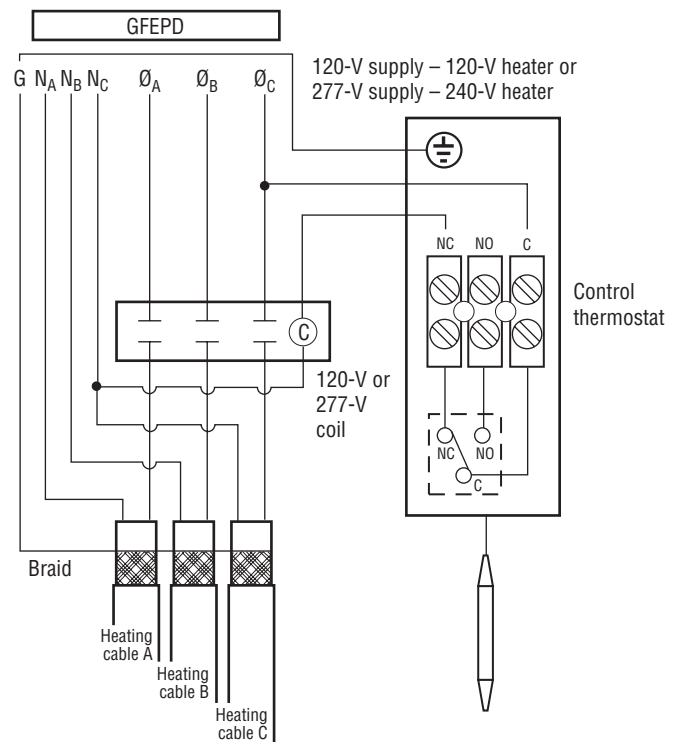 GFEPD
120-V supply – 120-V heater or
277-V supply – 240-V heater
G N_A N_B N_C Ø_A Ø_B Ø_C
NC NO C
Control
thermostat
C
120-V or
277-V
coil
NC NO
C
Braid
Heating
cable A
Heating
cable B
Heating
cable C